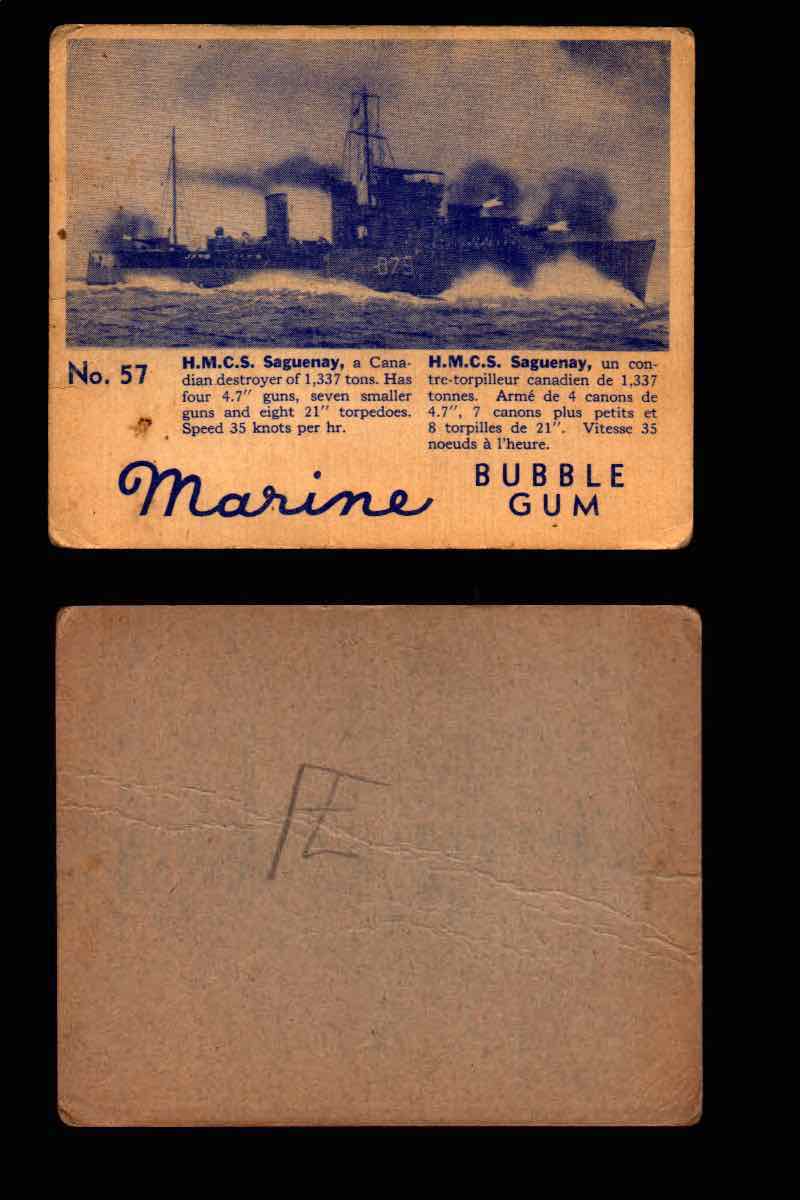 No. 57
H.M.C.S. Saguenay, a Cana-
dian destroyer of 1,337 tons. Has
four 4.7″ guns, seven smaller
guns and eight 21″ torpedoes.
Speed 35 knots per hr.
H.M.C.S. Saguenay, un con-
tre-torpilleur canadien de 1,337
tonnes. Armé de 4 canons de
4.7″, 7 canons plus petits et
8 torpilles de 21″. Vitesse 35
noeuds à l'heure.
Marine
BUBBLE
GUM